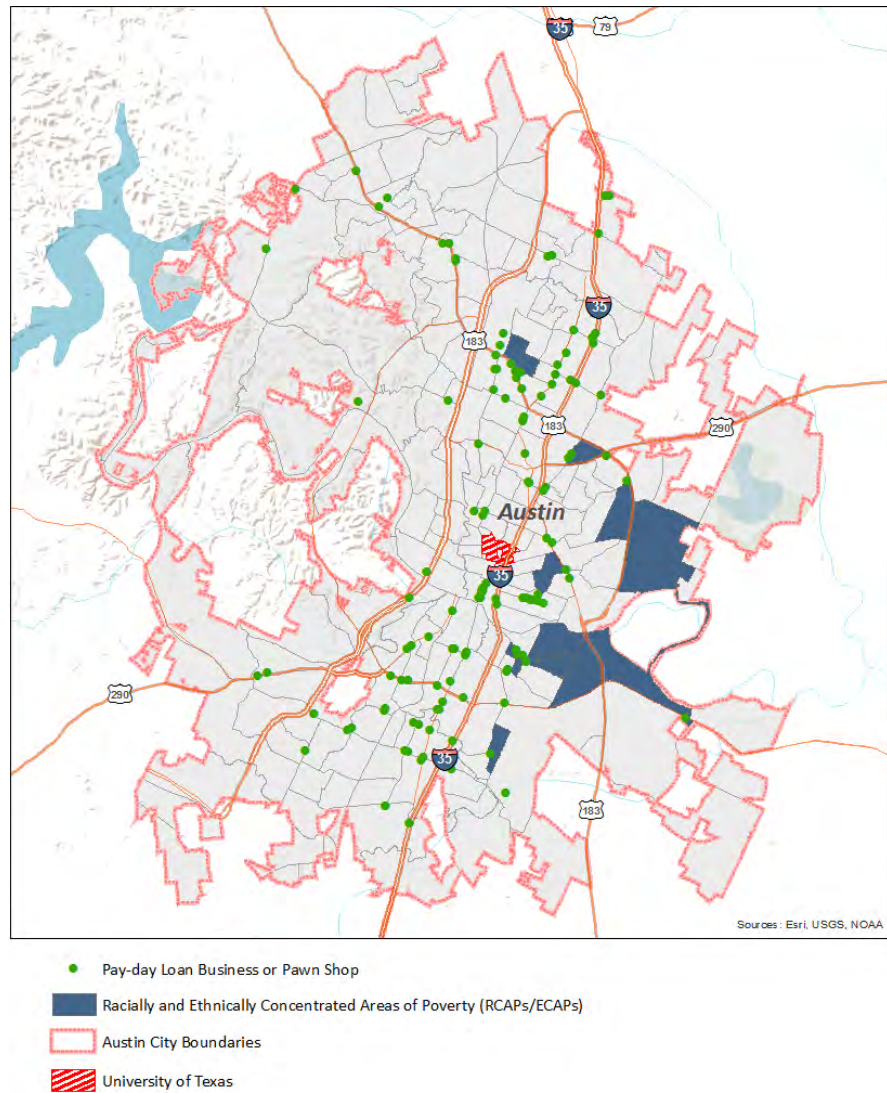 35
79
35
183
290
183
Austin
35
290
35
183
Sources: Esri, USGS, NOAA
Pay-day Loan Business or Pawn Shop
Racially and Ethnically Concentrated Areas of Poverty (RCAPs/ECAPs)
Austin City Boundaries
University of Texas